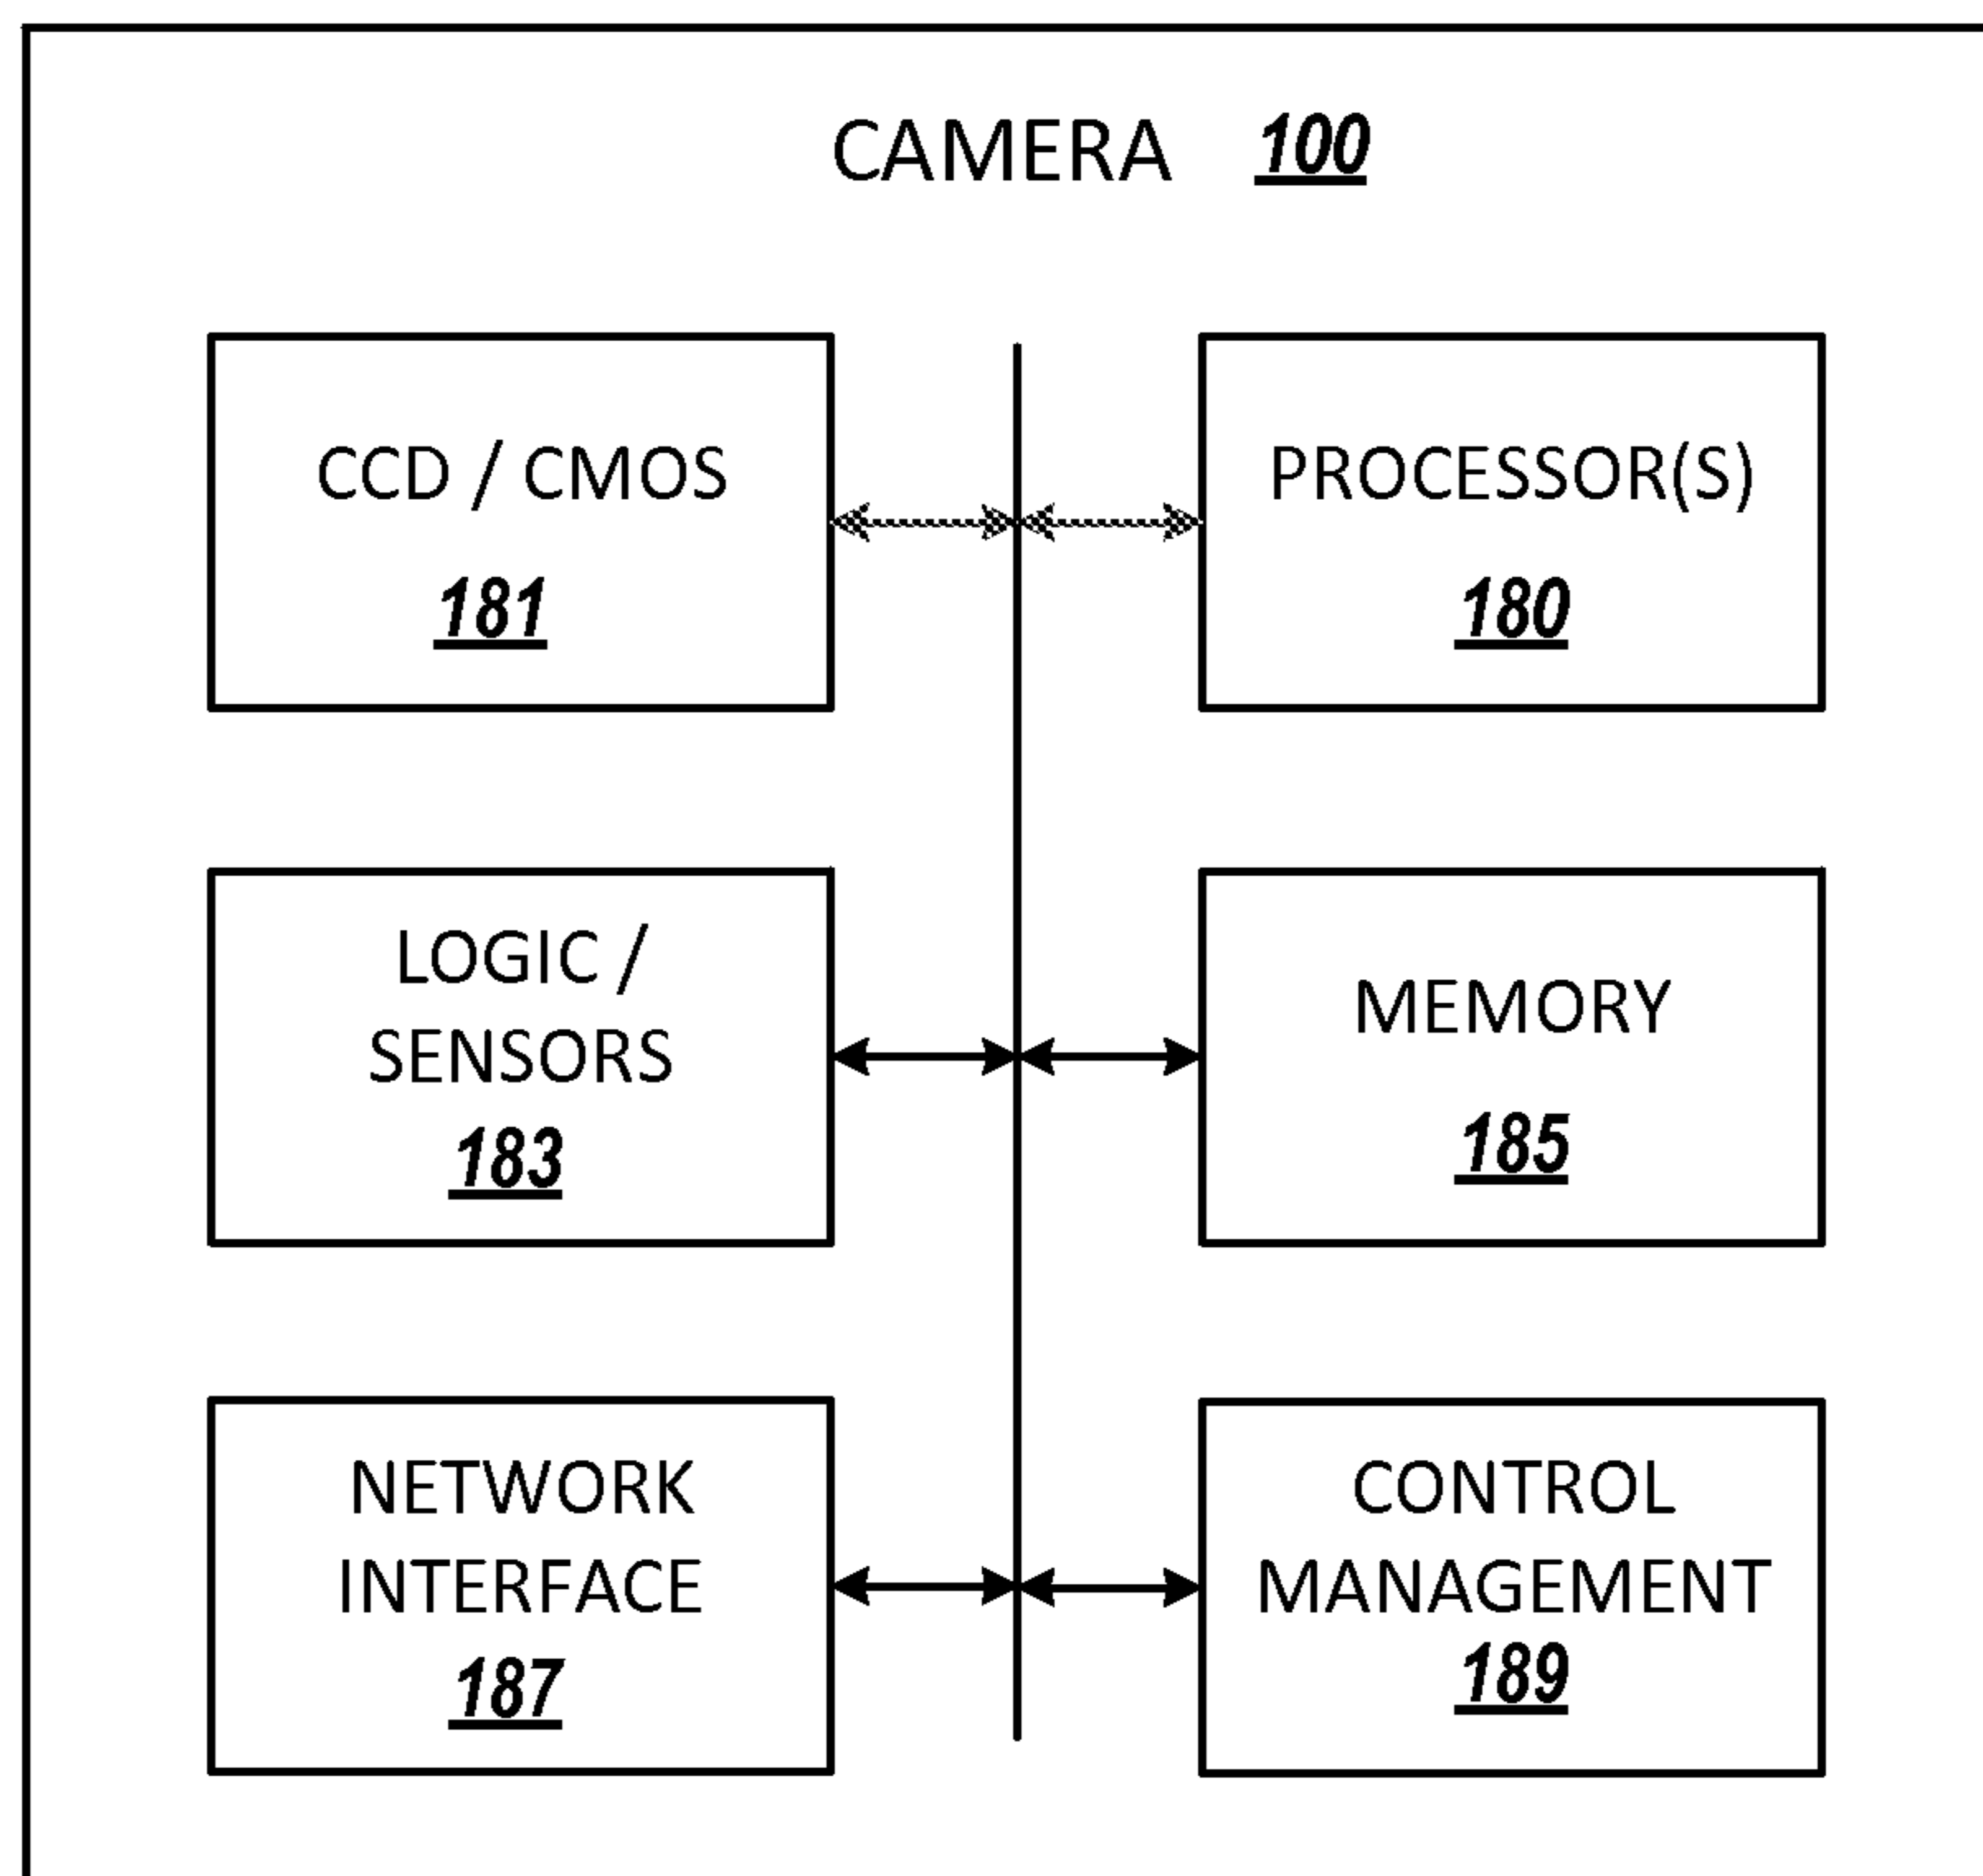 CAMERA 100
CCD / CMOS
181
PROCESSOR(S)
180
LOGIC /
SENSORS
183
MEMORY
185
NETWORK
INTERFACE
187
CONTROL
MANAGEMENT
189